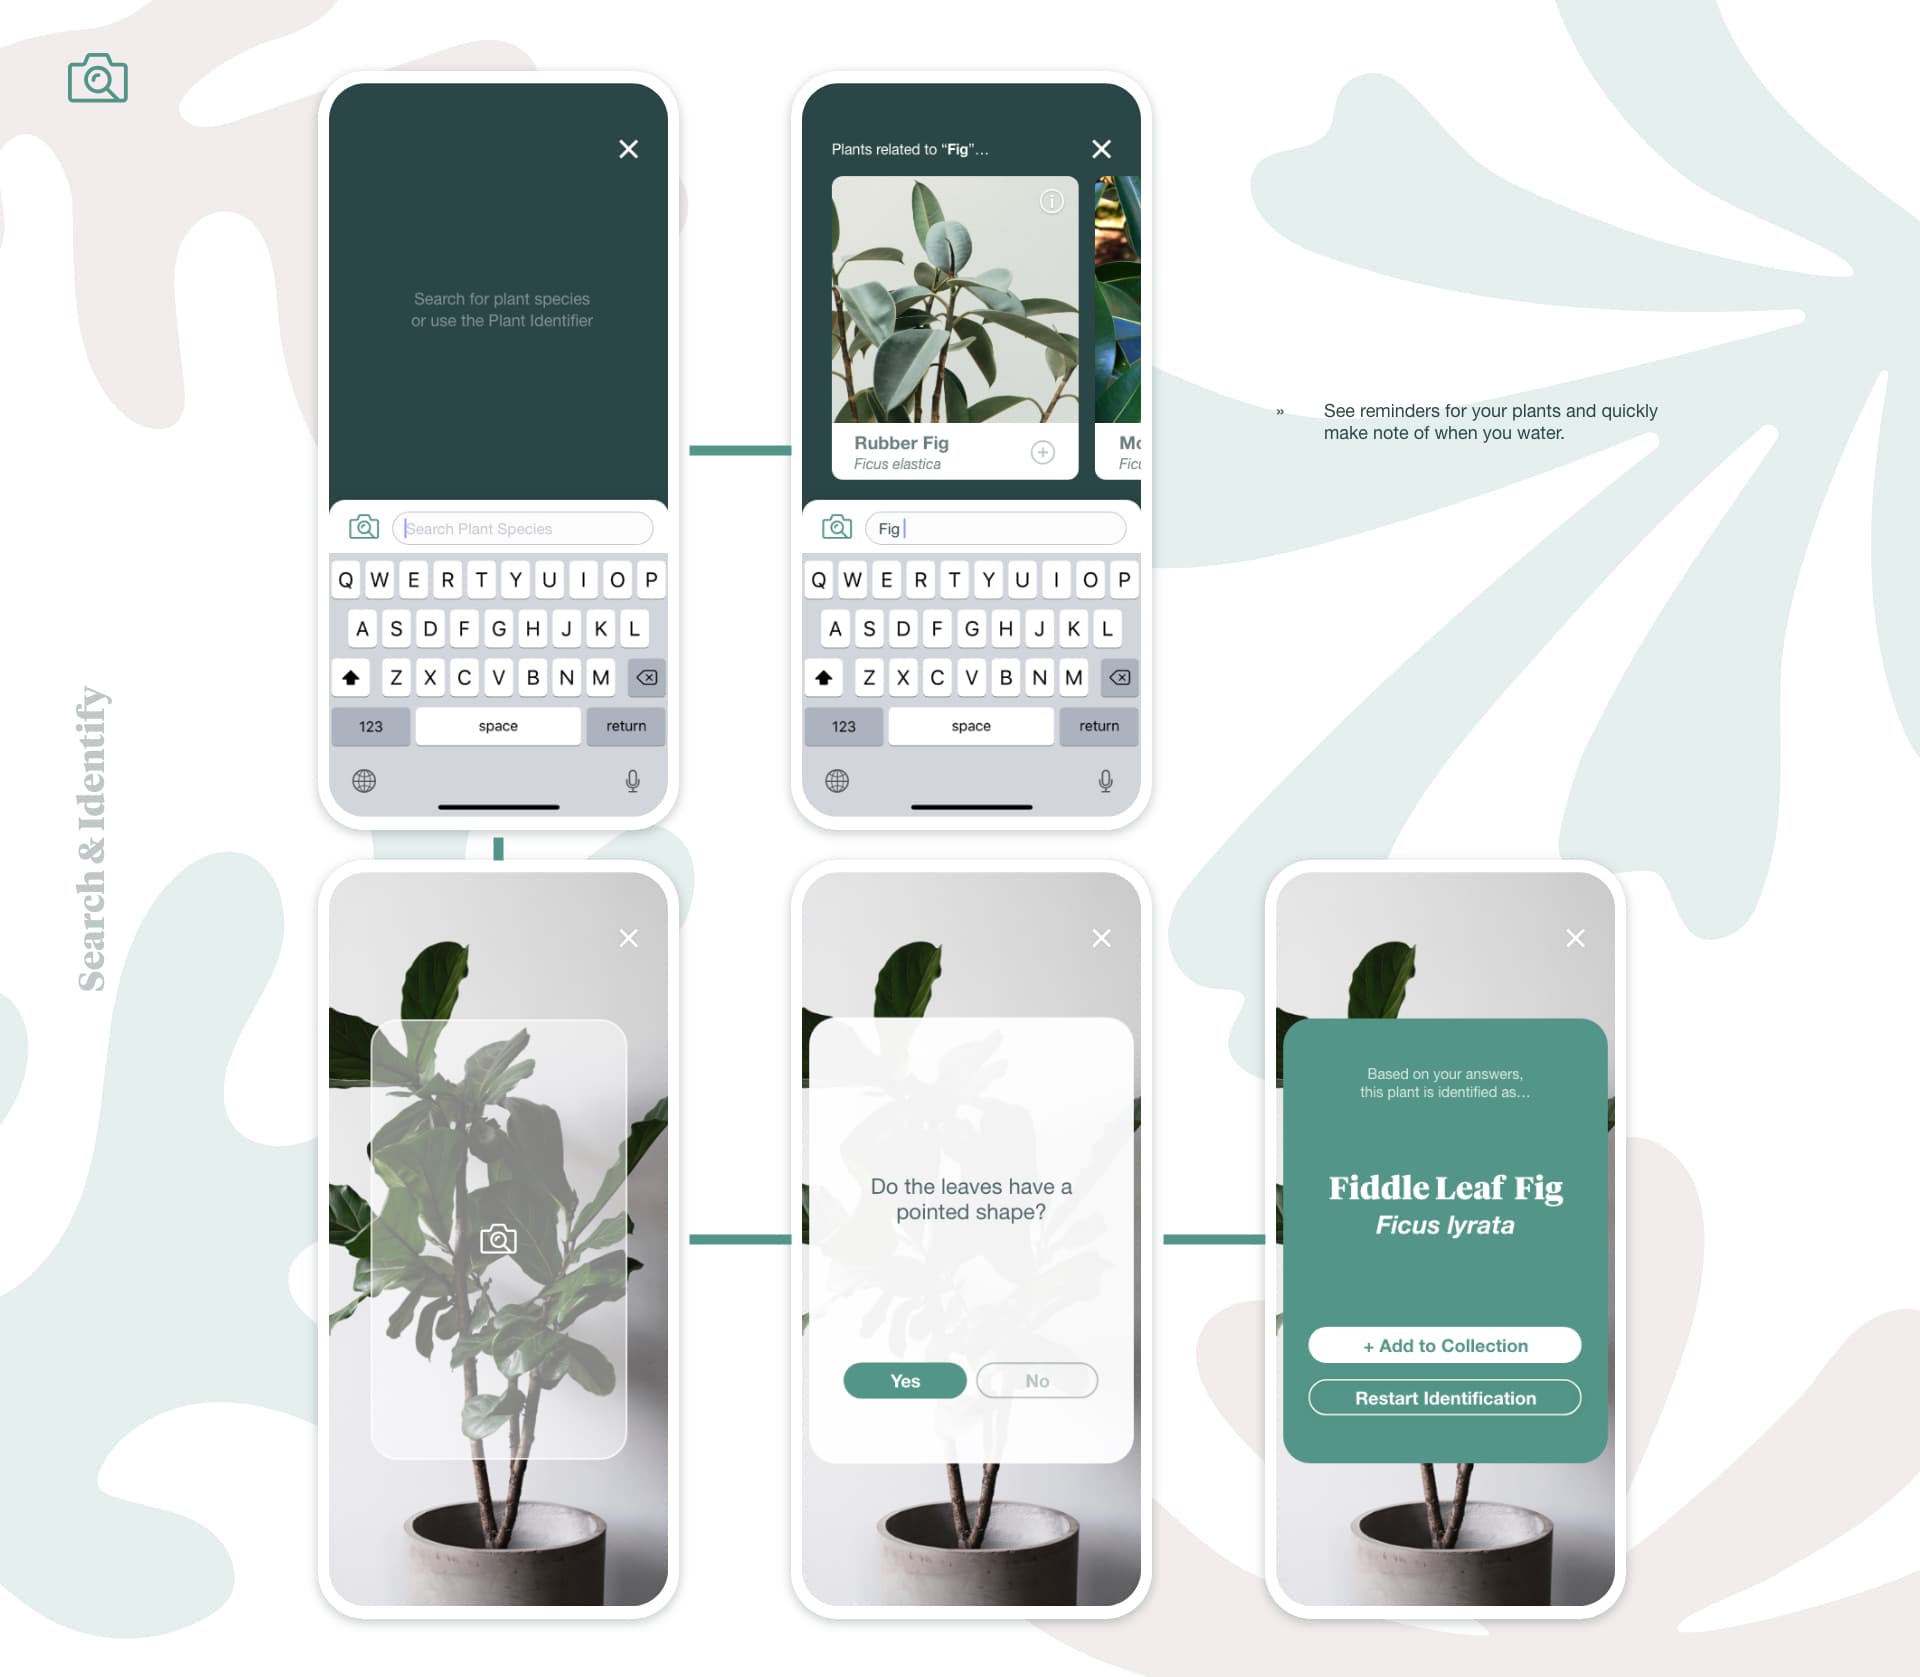 Search & Identify
Search for plant species
or use the Plant Identifier
Search Plant Species
Q W E R T Y U I O P
A S D F G H J K L
Z X C V B N M
123 space return
Plants related to “Fig”...
Rubber Fig
Ficus elastica
Mo
Ficu
Fig
Q W E R T Y U I O P
A S D F G H J K L
Z X C V B N M
123 space return
» See reminders for your plants and quickly
make note of when you water.
Do the leaves have a
pointed shape?
Yes No
Based on your answers,
this plant is identified as...
Fiddle Leaf Fig
Ficus lyrata
+ Add to Collection
Restart Identification